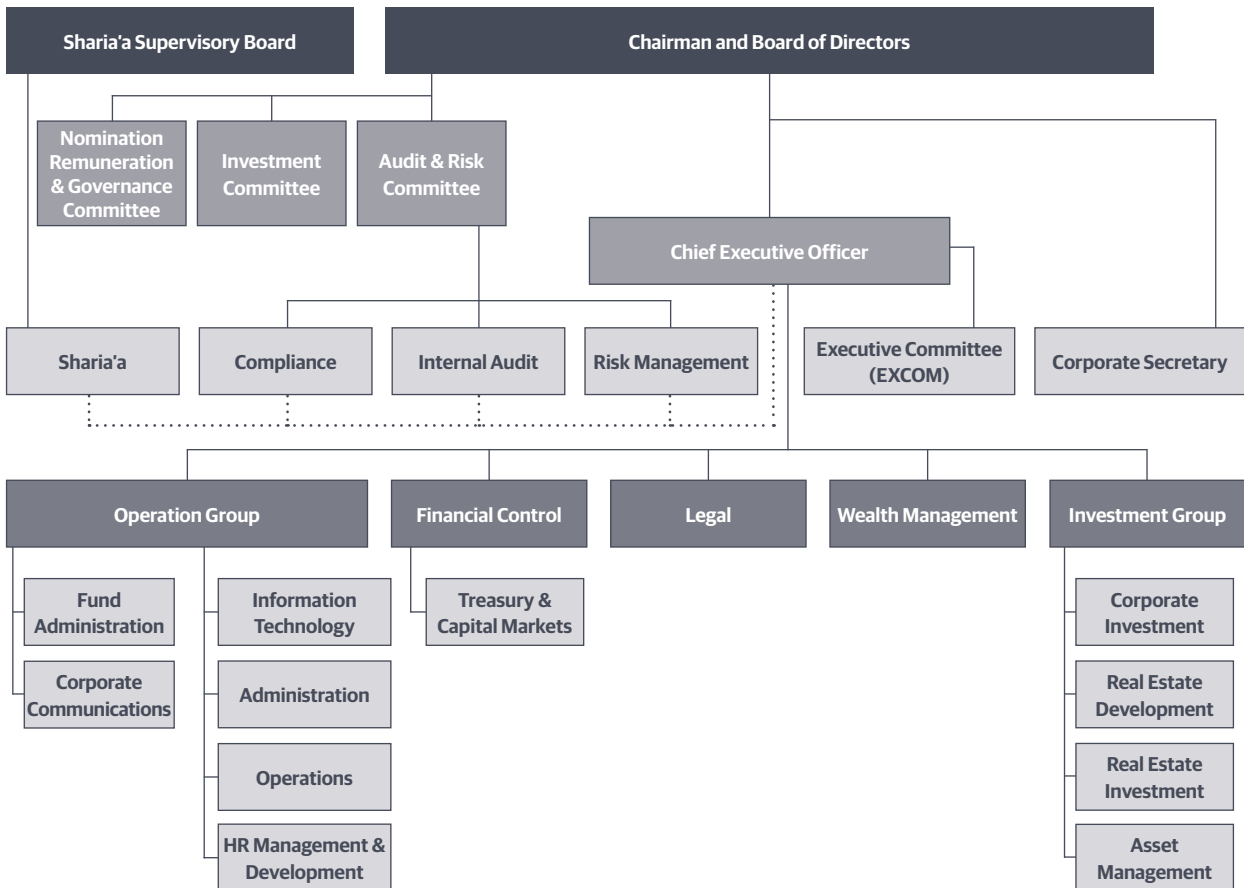 Sharia'a Supervisory Board
Chairman and Board of Directors
Nomination
Remuneration
& Governance
Committee
Investment
Committee
Audit & Risk
Committee
Chief Executive Officer
Sharia'a
Compliance
Internal Audit
Risk Management
Executive Committee
(EXCOM)
Corporate Secretary
Operation Group
Financial Control
Legal
Wealth Management
Investment Group
Fund
Administration
Corporate
Communications
Information
Technology
Administration
Operations
HR Management &
Development
Treasury &
Capital Markets
Corporate
Investment
Real Estate
Development
Real Estate
Investment
Asset
Management